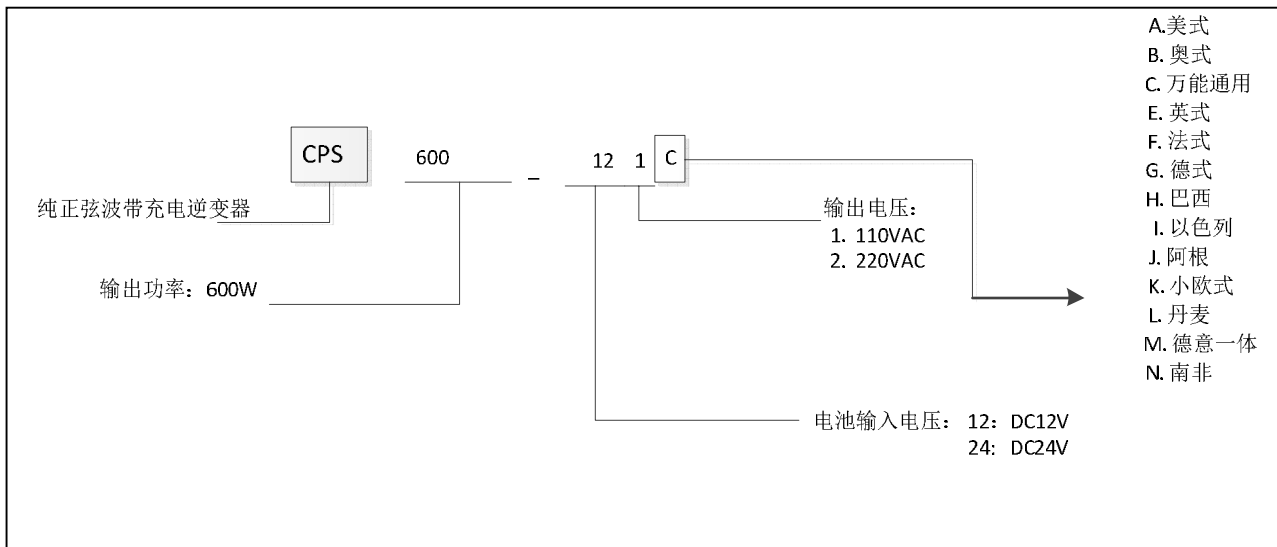 CPS 600 – 12 1 C
纯正弦波带充电逆变器
输出功率：600W
输出电压：
1. 110VAC
2. 220VAC
电池输入电压：12：DC12V
24：DC24V
A.美式
B. 奥式
C. 万能通用
E. 英式
F. 法式
G. 德式
H. 巴西
I. 以色列
J. 阿根
K. 小欧式
L. 丹麦
M. 德意一体
N. 南非